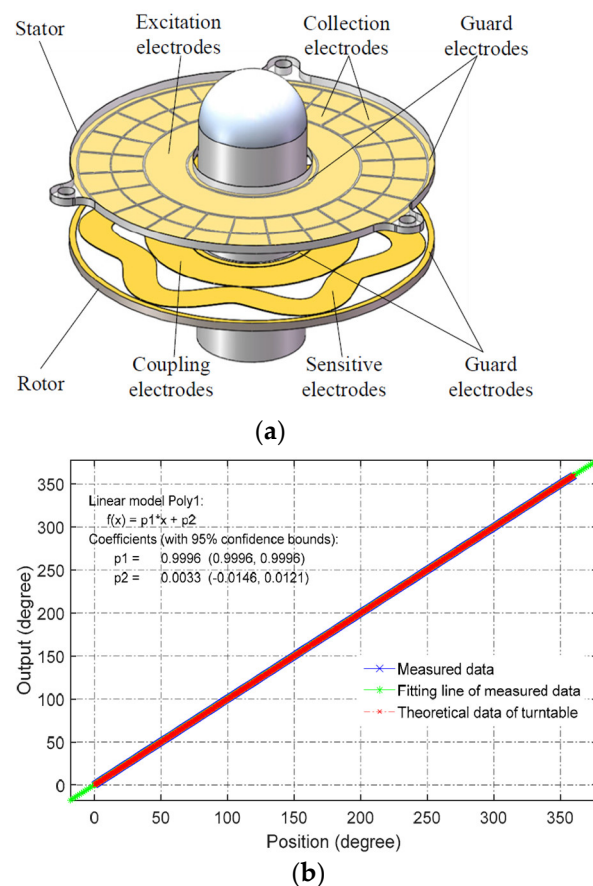 Stator
Excitation
electrodes
Collection
electrodes
Guard
electrodes
Rotor
Coupling
electrodes
Sensitive
electrodes
Guard
electrodes
(a)
Output (degree)
350
300
250
200
150
100
50
0
Linear model Poly1:
f(x) = p1*x + p2
Coefficients (with 95% confidence bounds):
p1 = 0.9996 (0.9996, 0.9996)
p2 = 0.0033 (-0.0146, 0.0121)
Measured data
Fitting line of measured data
Theoretical data of turntable
0 50 100 150 200 250 300 350
Position (degree)
(b)